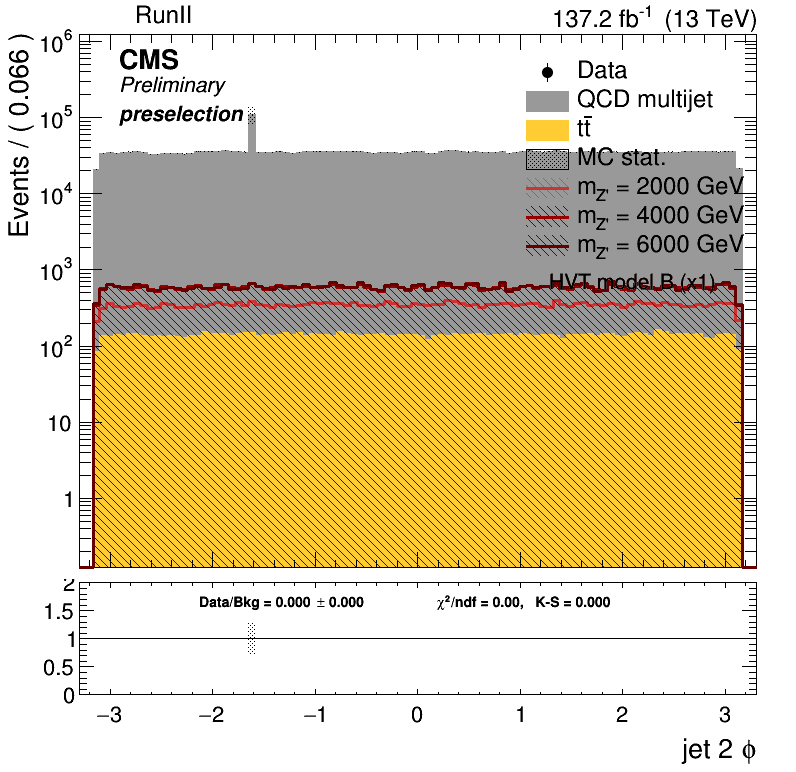 RunII 137.2 fb⁻¹ (13 TeV)
CMS
Preliminary
preselection
Data
QCD multijet
tt̄
MC stat.
m_Z' = 2000 GeV
m_Z' = 4000 GeV
m_Z' = 6000 GeV
HVT model B (x1)
Events / ( 0.066 )
10⁶
10⁵
10⁴
10³
10²
10
1
Data/Bkg = 0.000 ± 0.000 χ²/ndf = 0.00, K-S = 0.000
2
1.5
1
0.5
0
−3 −2 −1 0 1 2 3
jet 2 ϕ